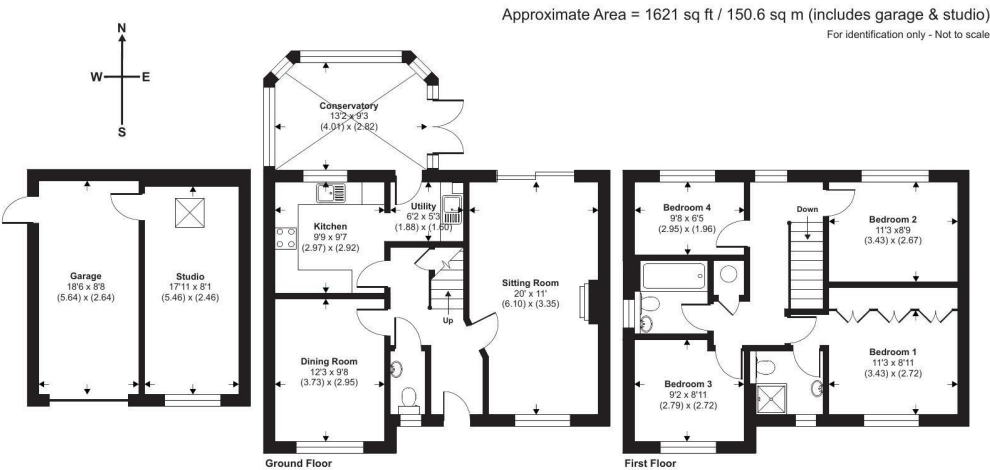 Approximate Area = 1621 sq ft / 150.6 sq m (includes garage & studio)
For identification only - Not to scale
N
W E
S
Conservatory
13'2 x 9'3
(4.01) x (2.82)
Garage
18'6 x 8'8
(5.64) x (2.64)
Studio
17'11 x 8'1
(5.46) x (2.46)
Kitchen
9'9 x 9'7
(2.97) x (2.92)
Utility
6'2 x 5'3
(1.88) x (1.60)
Sitting Room
20' x 11'
(6.10) x (3.35)
Up
Dining Room
12'3 x 9'8
(3.73) x (2.95)
Ground Floor
Bedroom 4
9'8 x 6'5
(2.95) x (1.96)
Down
Bedroom 2
11'3 x8'9
(3.43) x (2.67)
Bedroom 1
11'3 x 8'11
(3.43) x (2.72)
Bedroom 3
9'2 x 8'11
(2.79) x (2.72)
First Floor